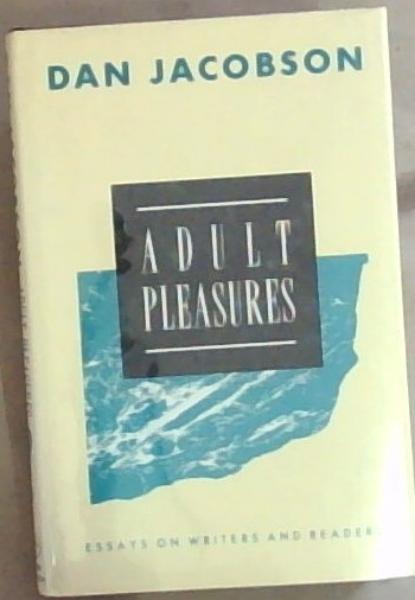 DAN JACOBSON
ADULT
PLEASURES
ESSAYS ON WRITERS AND READER